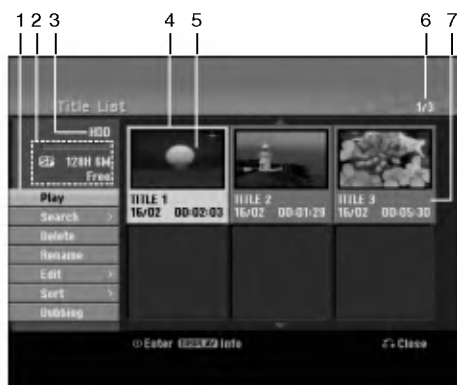 1 2 3 4 5 6 7
Title List
1/3
HDD
SP 128H 6M
Free
Play
Search
Delete
Rename
Edit
Sort
Dubbing
TITLE 1
16/02 00:02:03
TITLE 2
16/02 00:01:29
TITLE 3
16/02 00:05:30
Enter DISPLAY Info
Close